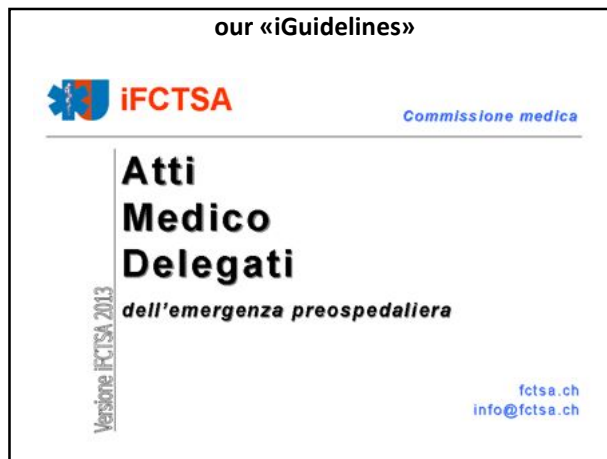 our «iGuidelines»
iFCTSA
Commissione medica
Atti
Medico
Delegati
dell'emergenza preospedaliera
Versione iFCTSA 2013
fctsa.ch
info@fctsa.ch